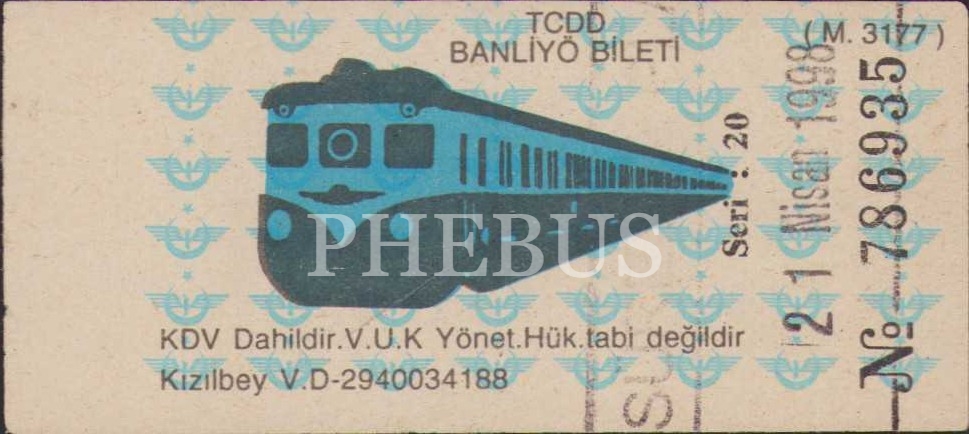 TCDD
BANLİYÖ BİLETİ
( M. 3177 )
PHEBUS
KDV Dahildir.V.U.K Yönet.Hük.tabi değildir
Kızılbey V.D-2940034188
Seri : 20
21 Nisan 1998
№ 786935